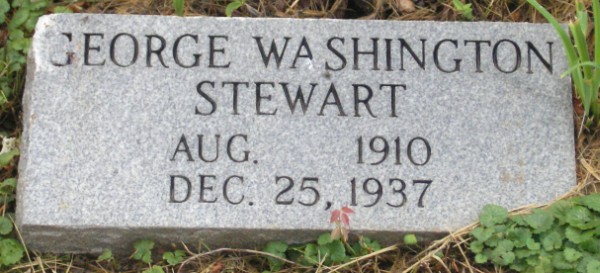 GEORGE WASHINGTON
STEWART
AUG. 1910
DEC. 25, 1937